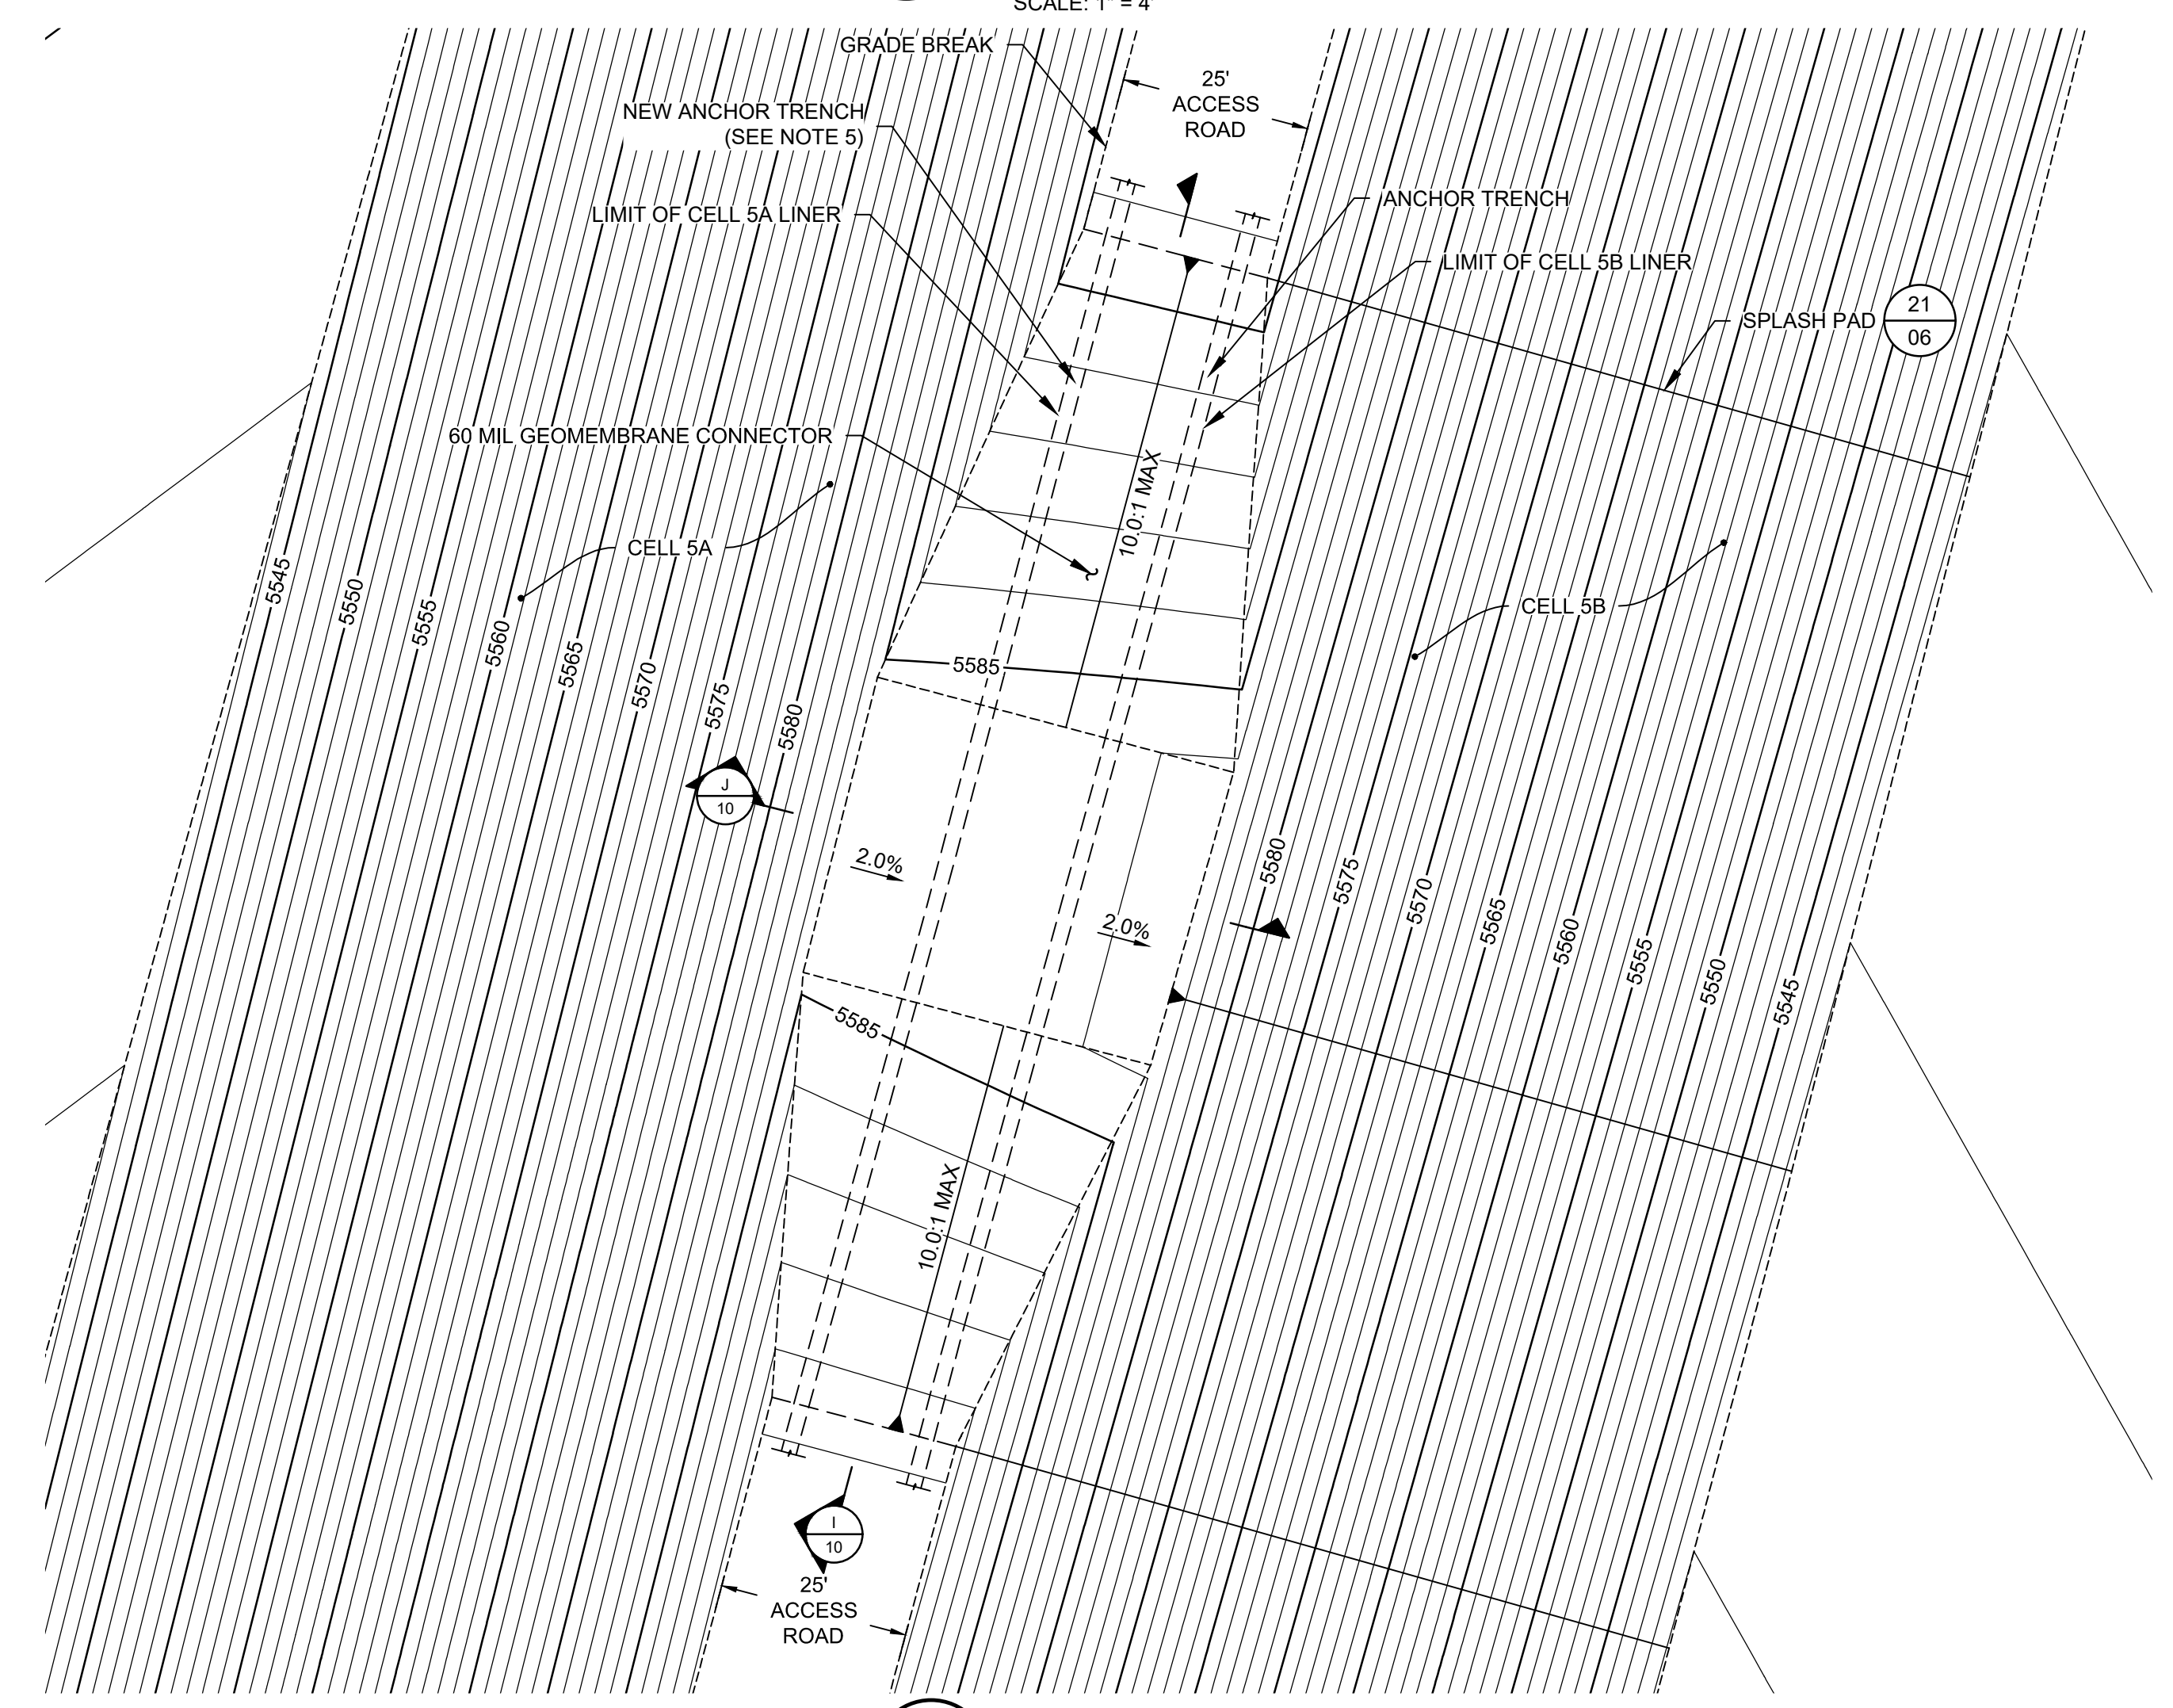 SCALE: 1" = 4'
GRADE BREAK
25'
ACCESS
ROAD
NEW ANCHOR TRENCH
(SEE NOTE 5)
ANCHOR TRENCH
LIMIT OF CELL 5A LINER
LIMIT OF CELL 5B LINER
SPLASH PAD
21
06
60 MIL GEOMEMBRANE CONNECTOR
10.0:1 MAX
CELL 5A
CELL 5B
5545
5550
5555
5560
5565
5570
5575
5580
5585
J
10
2.0%
2.0%
5580
5575
5570
5565
5560
5555
5550
5545
5585
10.0:1 MAX
I
10
25'
ACCESS
ROAD